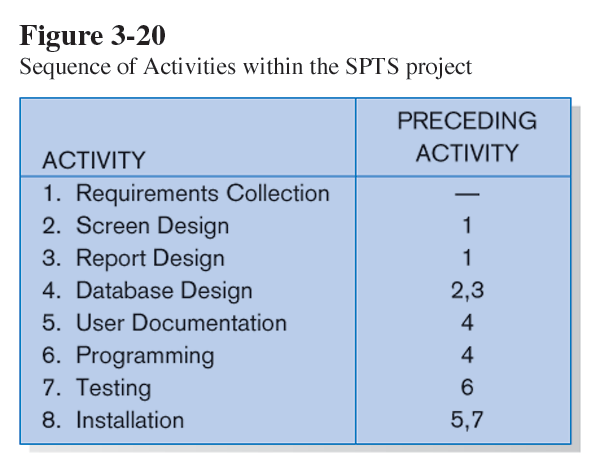 Figure 3-20
Sequence of Activities within the SPTS project
ACTIVITY PRECEDING ACTIVITY
1. Requirements Collection —
2. Screen Design 1
3. Report Design 1
4. Database Design 2,3
5. User Documentation 4
6. Programming 4
7. Testing 6
8. Installation 5,7